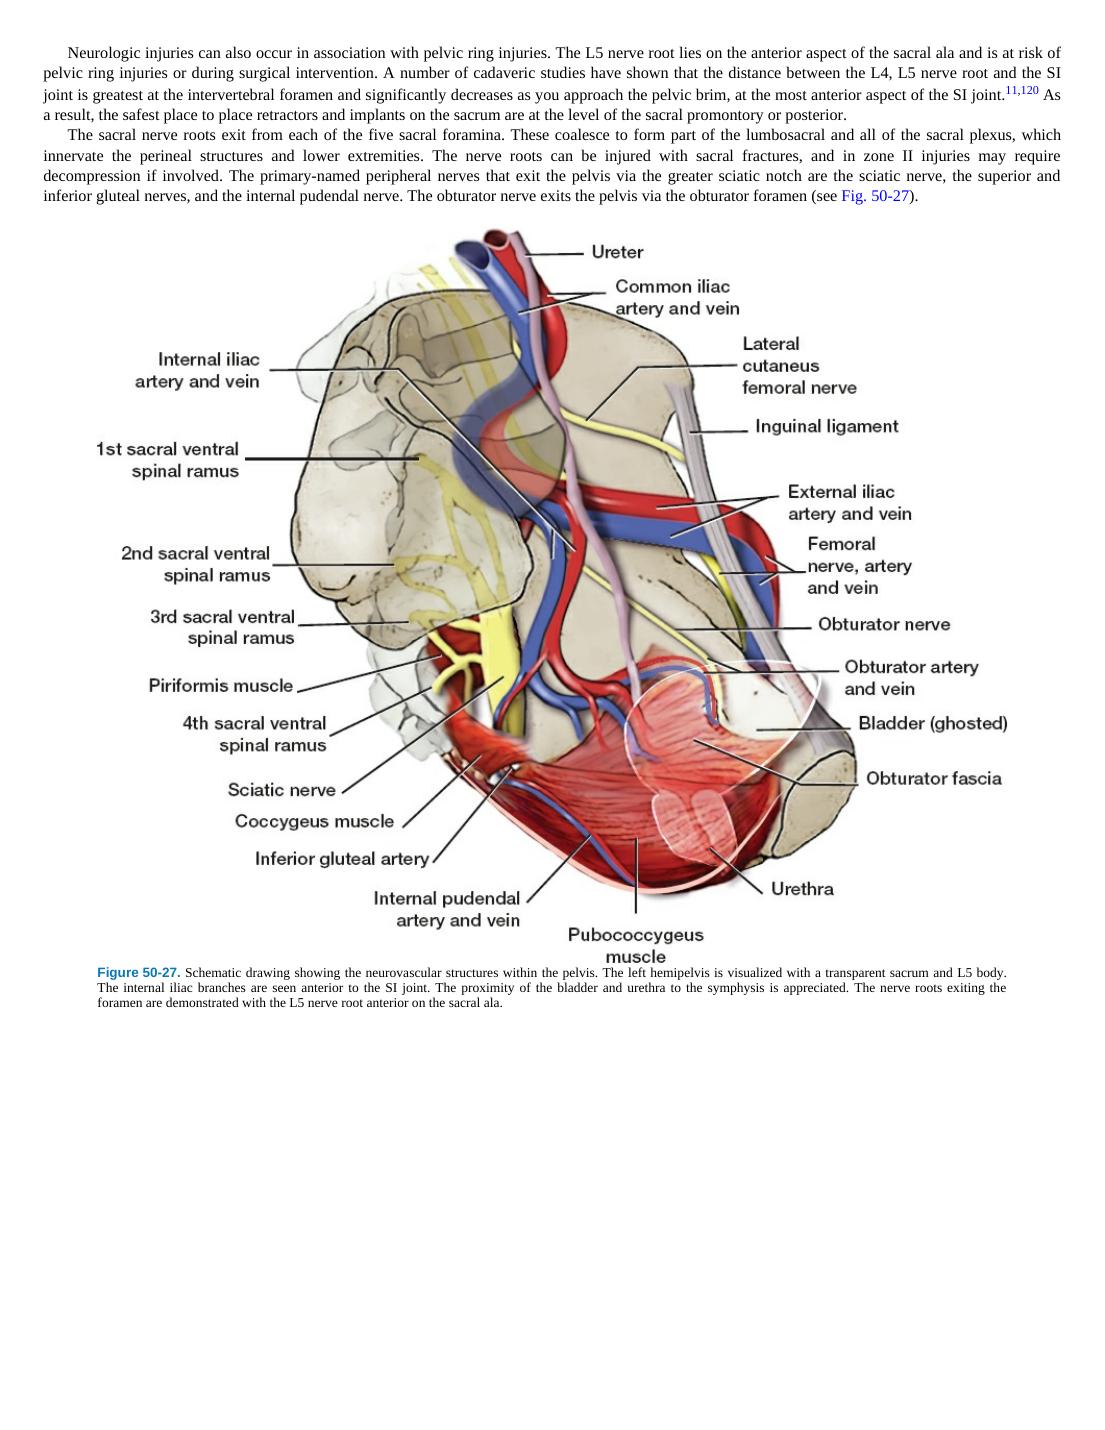 Neurologic injuries can also occur in association with pelvic ring injuries. The L5 nerve root lies on the anterior aspect of the sacral ala and is at risk of
pelvic ring injuries or during surgical intervention. A number of cadaveric studies have shown that the distance between the L4, L5 nerve root and the SI
joint is greatest at the intervertebral foramen and significantly decreases as you approach the pelvic brim, at the most anterior aspect of the SI joint.11,120 As
a result, the safest place to place retractors and implants on the sacrum are at the level of the sacral promontory or posterior.
The sacral nerve roots exit from each of the five sacral foramina. These coalesce to form part of the lumbosacral and all of the sacral plexus, which
innervate the perineal structures and lower extremities. The nerve roots can be injured with sacral fractures, and in zone II injuries may require
decompression if involved. The primary-named peripheral nerves that exit the pelvis via the greater sciatic notch are the sciatic nerve, the superior and
inferior gluteal nerves, and the internal pudendal nerve. The obturator nerve exits the pelvis via the obturator foramen (see Fig. 50-27).
Ureter
Common iliac
artery and vein
Lateral
cutaneus
femoral nerve
Internal iliac
artery and vein
Inguinal ligament
1st sacral ventral
spinal ramus
External iliac
artery and vein
Femoral
nerve, artery
and vein
2nd sacral ventral
spinal ramus
3rd sacral ventral
spinal ramus
Obturator nerve
Obturator artery
and vein
Piriformis muscle
4th sacral ventral
spinal ramus
Bladder (ghosted)
Obturator fascia
Sciatic nerve
Coccygeus muscle
Inferior gluteal artery
Internal pudendal
artery and vein
Urethra
Pubococcygeus
muscle
Figure 50-27. Schematic drawing showing the neurovascular structures within the pelvis. The left hemipelvis is visualized with a transparent sacrum and L5 body.
The internal iliac branches are seen anterior to the SI joint. The proximity of the bladder and urethra to the symphysis is appreciated. The nerve roots exiting the
foramen are demonstrated with the L5 nerve root anterior on the sacral ala.